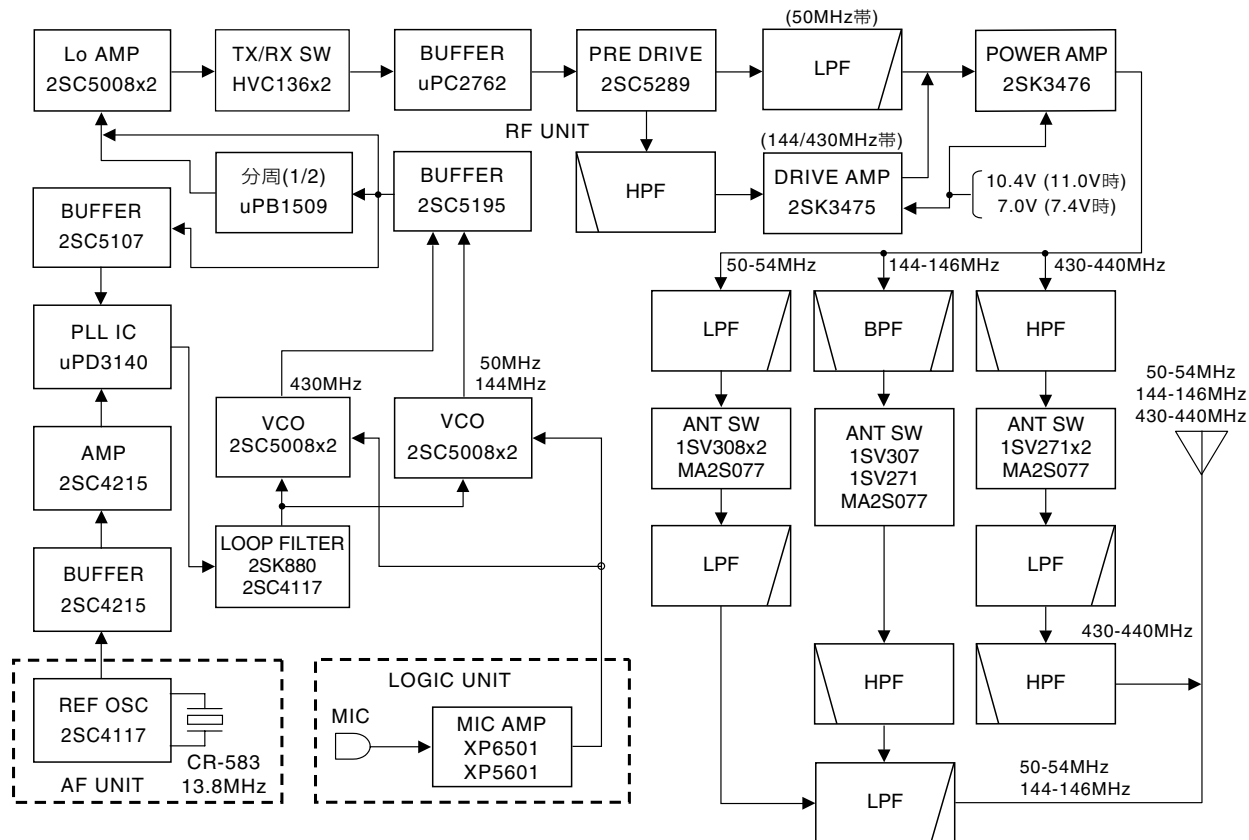 (50MHz帯)
Lo AMP
2SC5008x2
TX/RX SW
HVC136x2
BUFFER
uPC2762
PRE DRIVE
2SC5289
LPF
POWER AMP
2SK3476
RF UNIT
(144/430MHz帯)
分周(1/2)
uPB1509
BUFFER
2SC5195
HPF
DRIVE AMP
2SK3475
10.4V (11.0V時)
7.0V (7.4V時)
BUFFER
2SC5107
50-54MHz
144-146MHz
430-440MHz
PLL IC
uPD3140
LPF
BPF
HPF
430MHz
50MHz
144MHz
50-54MHz
144-146MHz
430-440MHz
VCO
2SC5008x2
VCO
2SC5008x2
ANT SW
1SV308x2
MA2S077
ANT SW
1SV307
1SV271
MA2S077
ANT SW
1SV271x2
MA2S077
AMP
2SC4215
LOOP FILTER
2SK880
2SC4117
LPF
LPF
BUFFER
2SC4215
430-440MHz
HPF
HPF
REF OSC
2SC4117
CR-583
13.8MHz
AF UNIT
LOGIC UNIT
MIC
MIC AMP
XP6501
XP5601
LPF
50-54MHz
144-146MHz